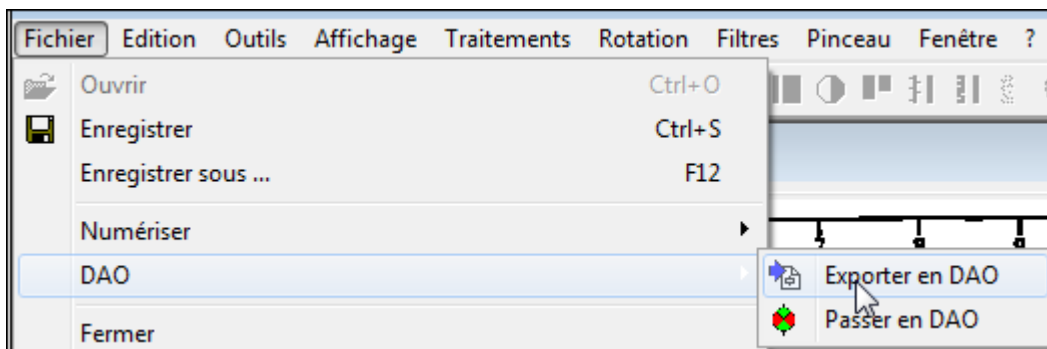 Fichier Edition Outils Affichage Traitements Rotation Filtres Pinceau Fenêtre ?
Ouvrir Ctrl+O
Enregistrer Ctrl+S
Enregistrer sous ... F12
Numériser
DAO
Exporter en DAO
Passer en DAO
Fermer